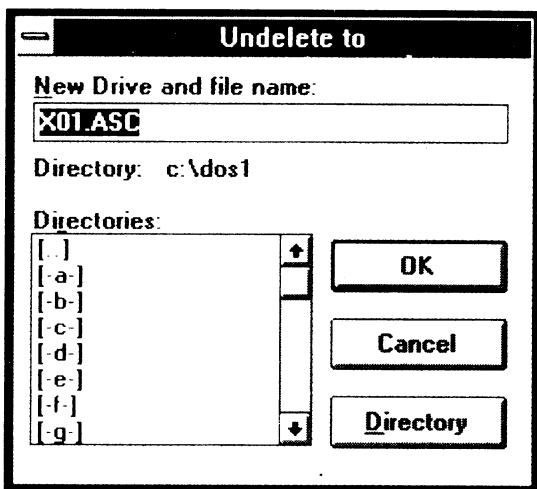 Undelete to
New Drive and file name:
X01.ASC
Directory: c:\dos1
Directories:
[..]
[-a-]
[-b-]
[-c-]
[-d-]
[-e-]
[-f-]
[-g-]
OK
Cancel
Directory